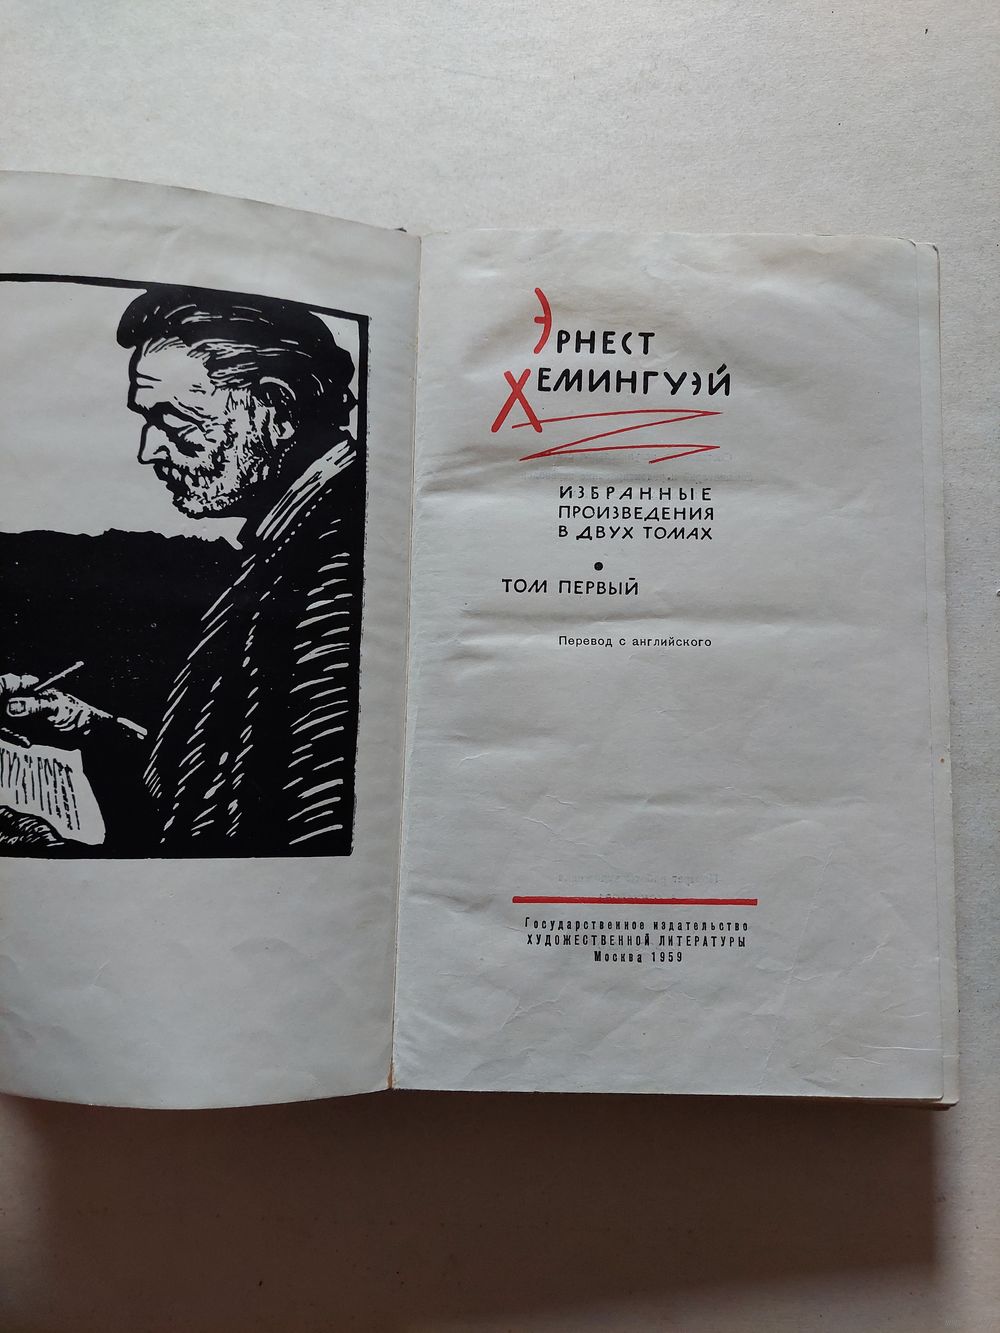 ЭРНЕСТ
ХЕМИНГУЭЙ
ИЗБРАННЫЕ
ПРОИЗВЕДЕНИЯ
В ДВУХ ТОМАХ
•
ТОМ ПЕРВЫЙ
Перевод с английского
Государственное издательство
ХУДОЖЕСТВЕННОЙ ЛИТЕРАТУРЫ
Москва 1959